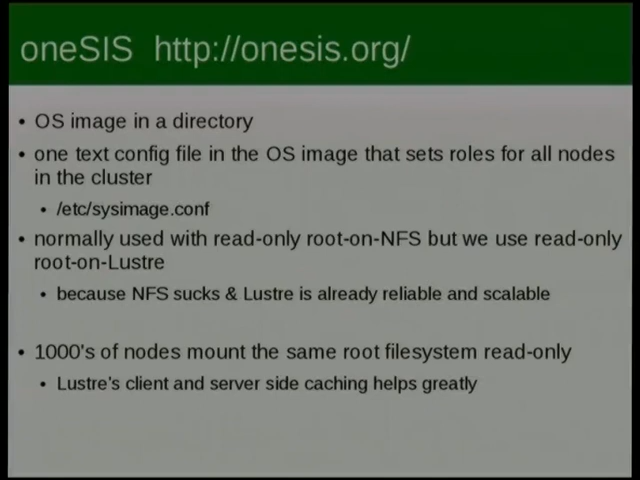 oneSIS  http://onesis.org/
• OS image in a directory
• one text config file in the OS image that sets roles for all nodes
in the cluster
• /etc/sysimage.conf
• normally used with read-only root-on-NFS but we use read-only
root-on-Lustre
• because NFS sucks & Lustre is already reliable and scalable
• 1000's of nodes mount the same root filesystem read-only
• Lustre's client and server side caching helps greatly